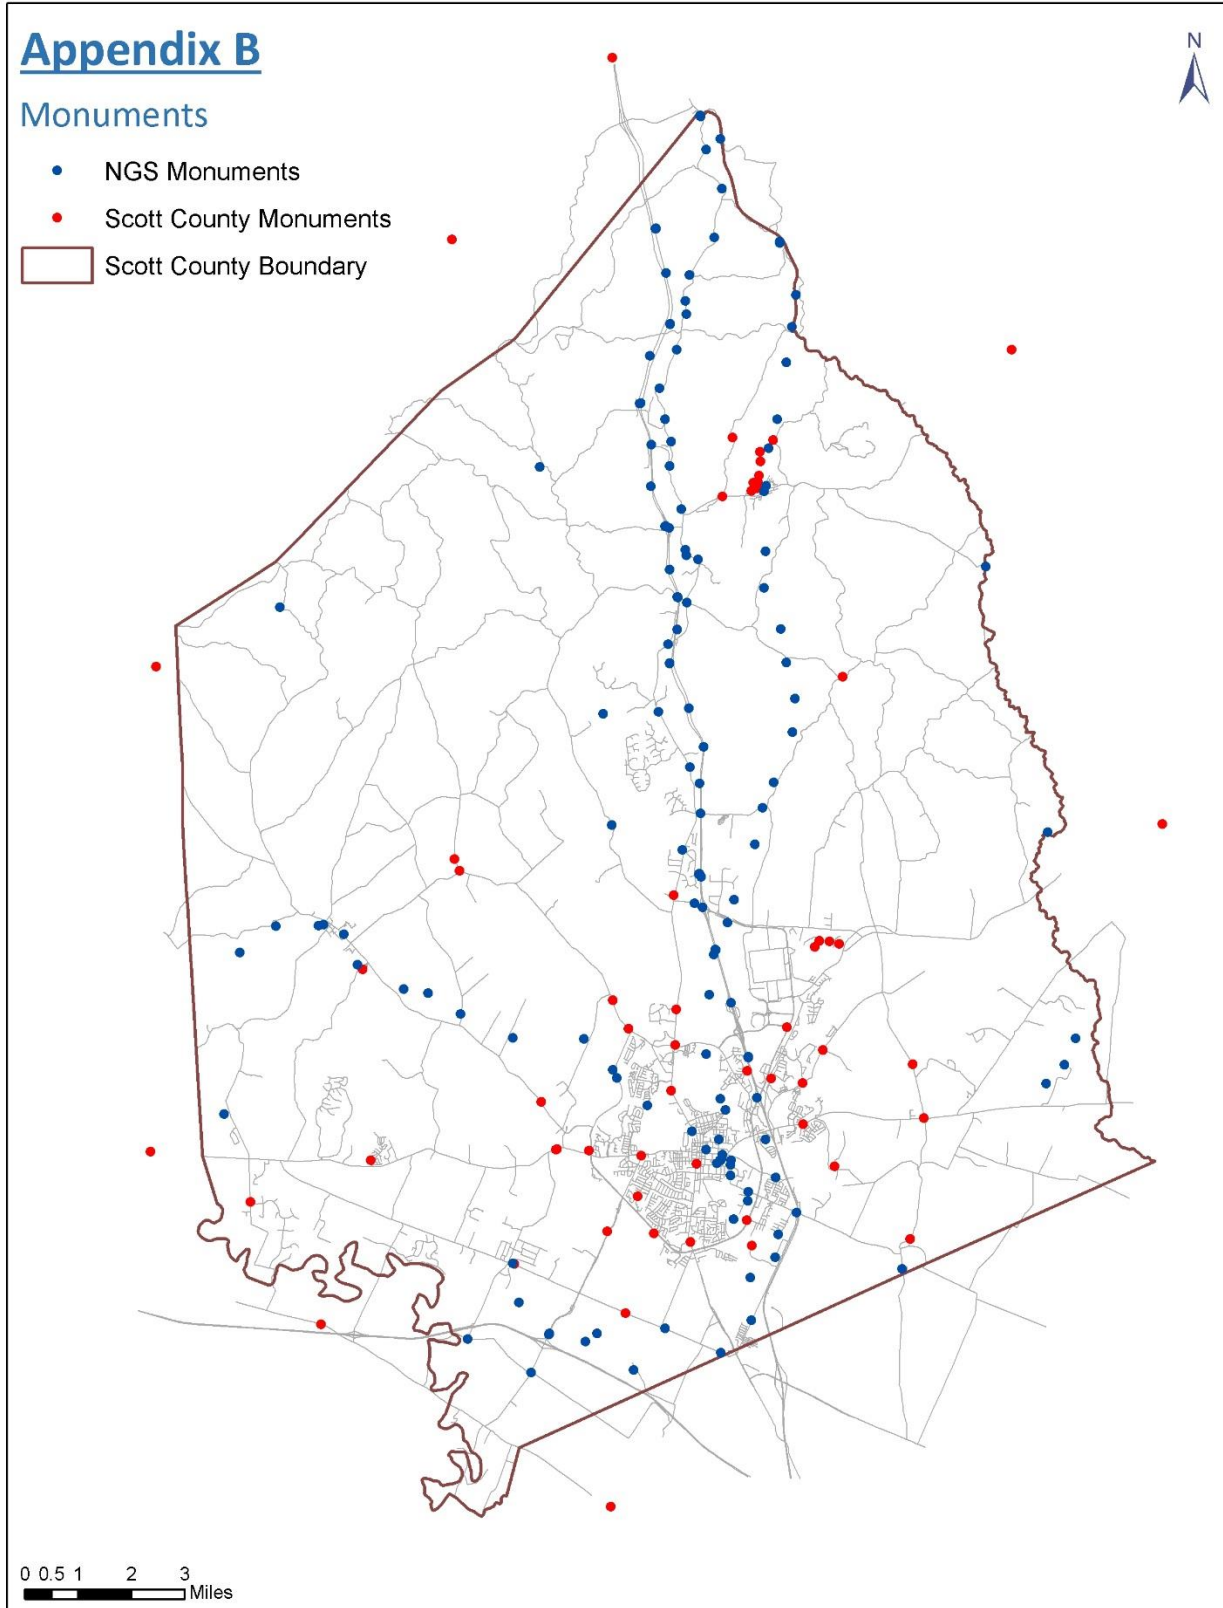 Appendix B
N
Monuments
NGS Monuments
Scott County Monuments
Scott County Boundary
0 0.5 1 2 3
Miles